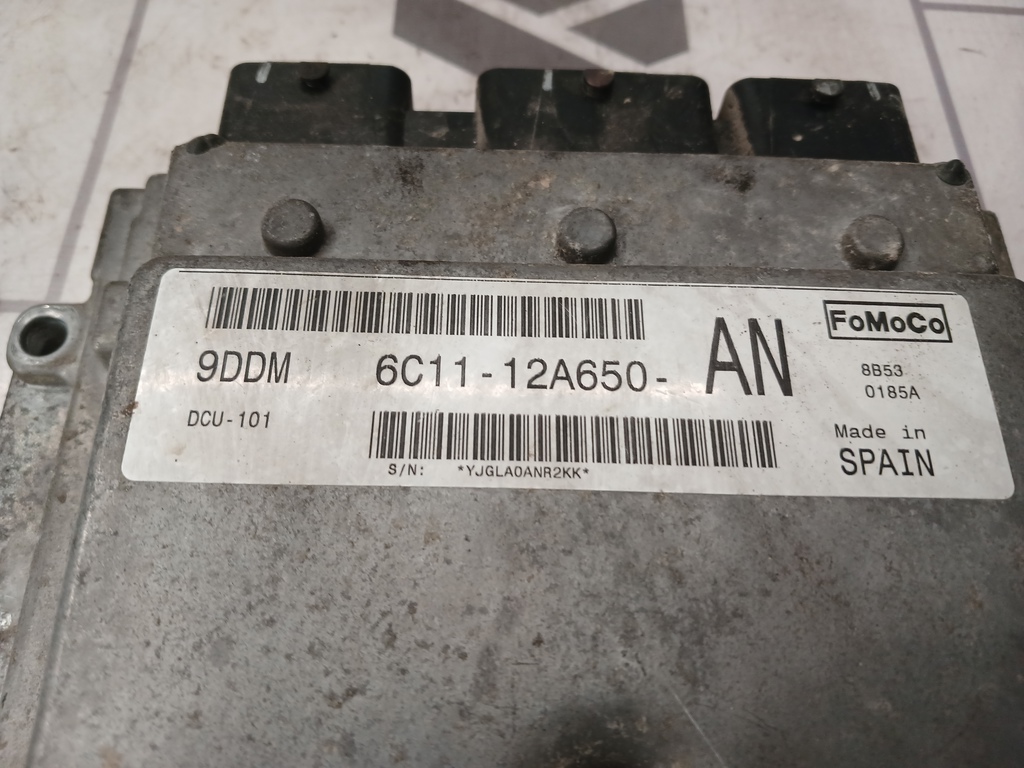 FoMoCo
9DDM 6C11-12A650- AN
8B53
0185A
DCU-101
Made in
SPAIN
S/N: *YJGLA0ANR2KK*